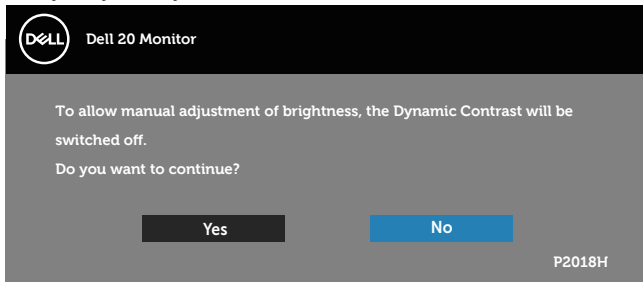 DELL
Dell 20 Monitor
To allow manual adjustment of brightness, the Dynamic Contrast will be
switched off.
Do you want to continue?
Yes No
P2018H